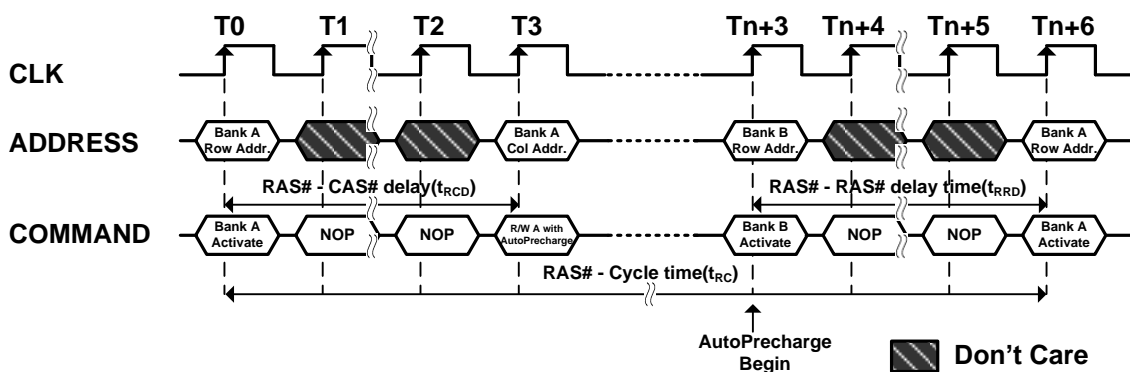 T0 T1 T2 T3 Tn+3 Tn+4 Tn+5 Tn+6
CLK
ADDRESS
Bank A
Row Addr.
Bank A
Col Addr.
Bank B
Row Addr.
Bank A
Row Addr.
RAS# - CAS# delay(tRCD)
RAS# - RAS# delay time(tRRD)
COMMAND
Bank A
Activate
NOP
NOP
R/W A with
AutoPrecharge
Bank B
Activate
NOP
NOP
Bank A
Activate
RAS# - Cycle time(tRC)
AutoPrecharge
Begin
Don't Care